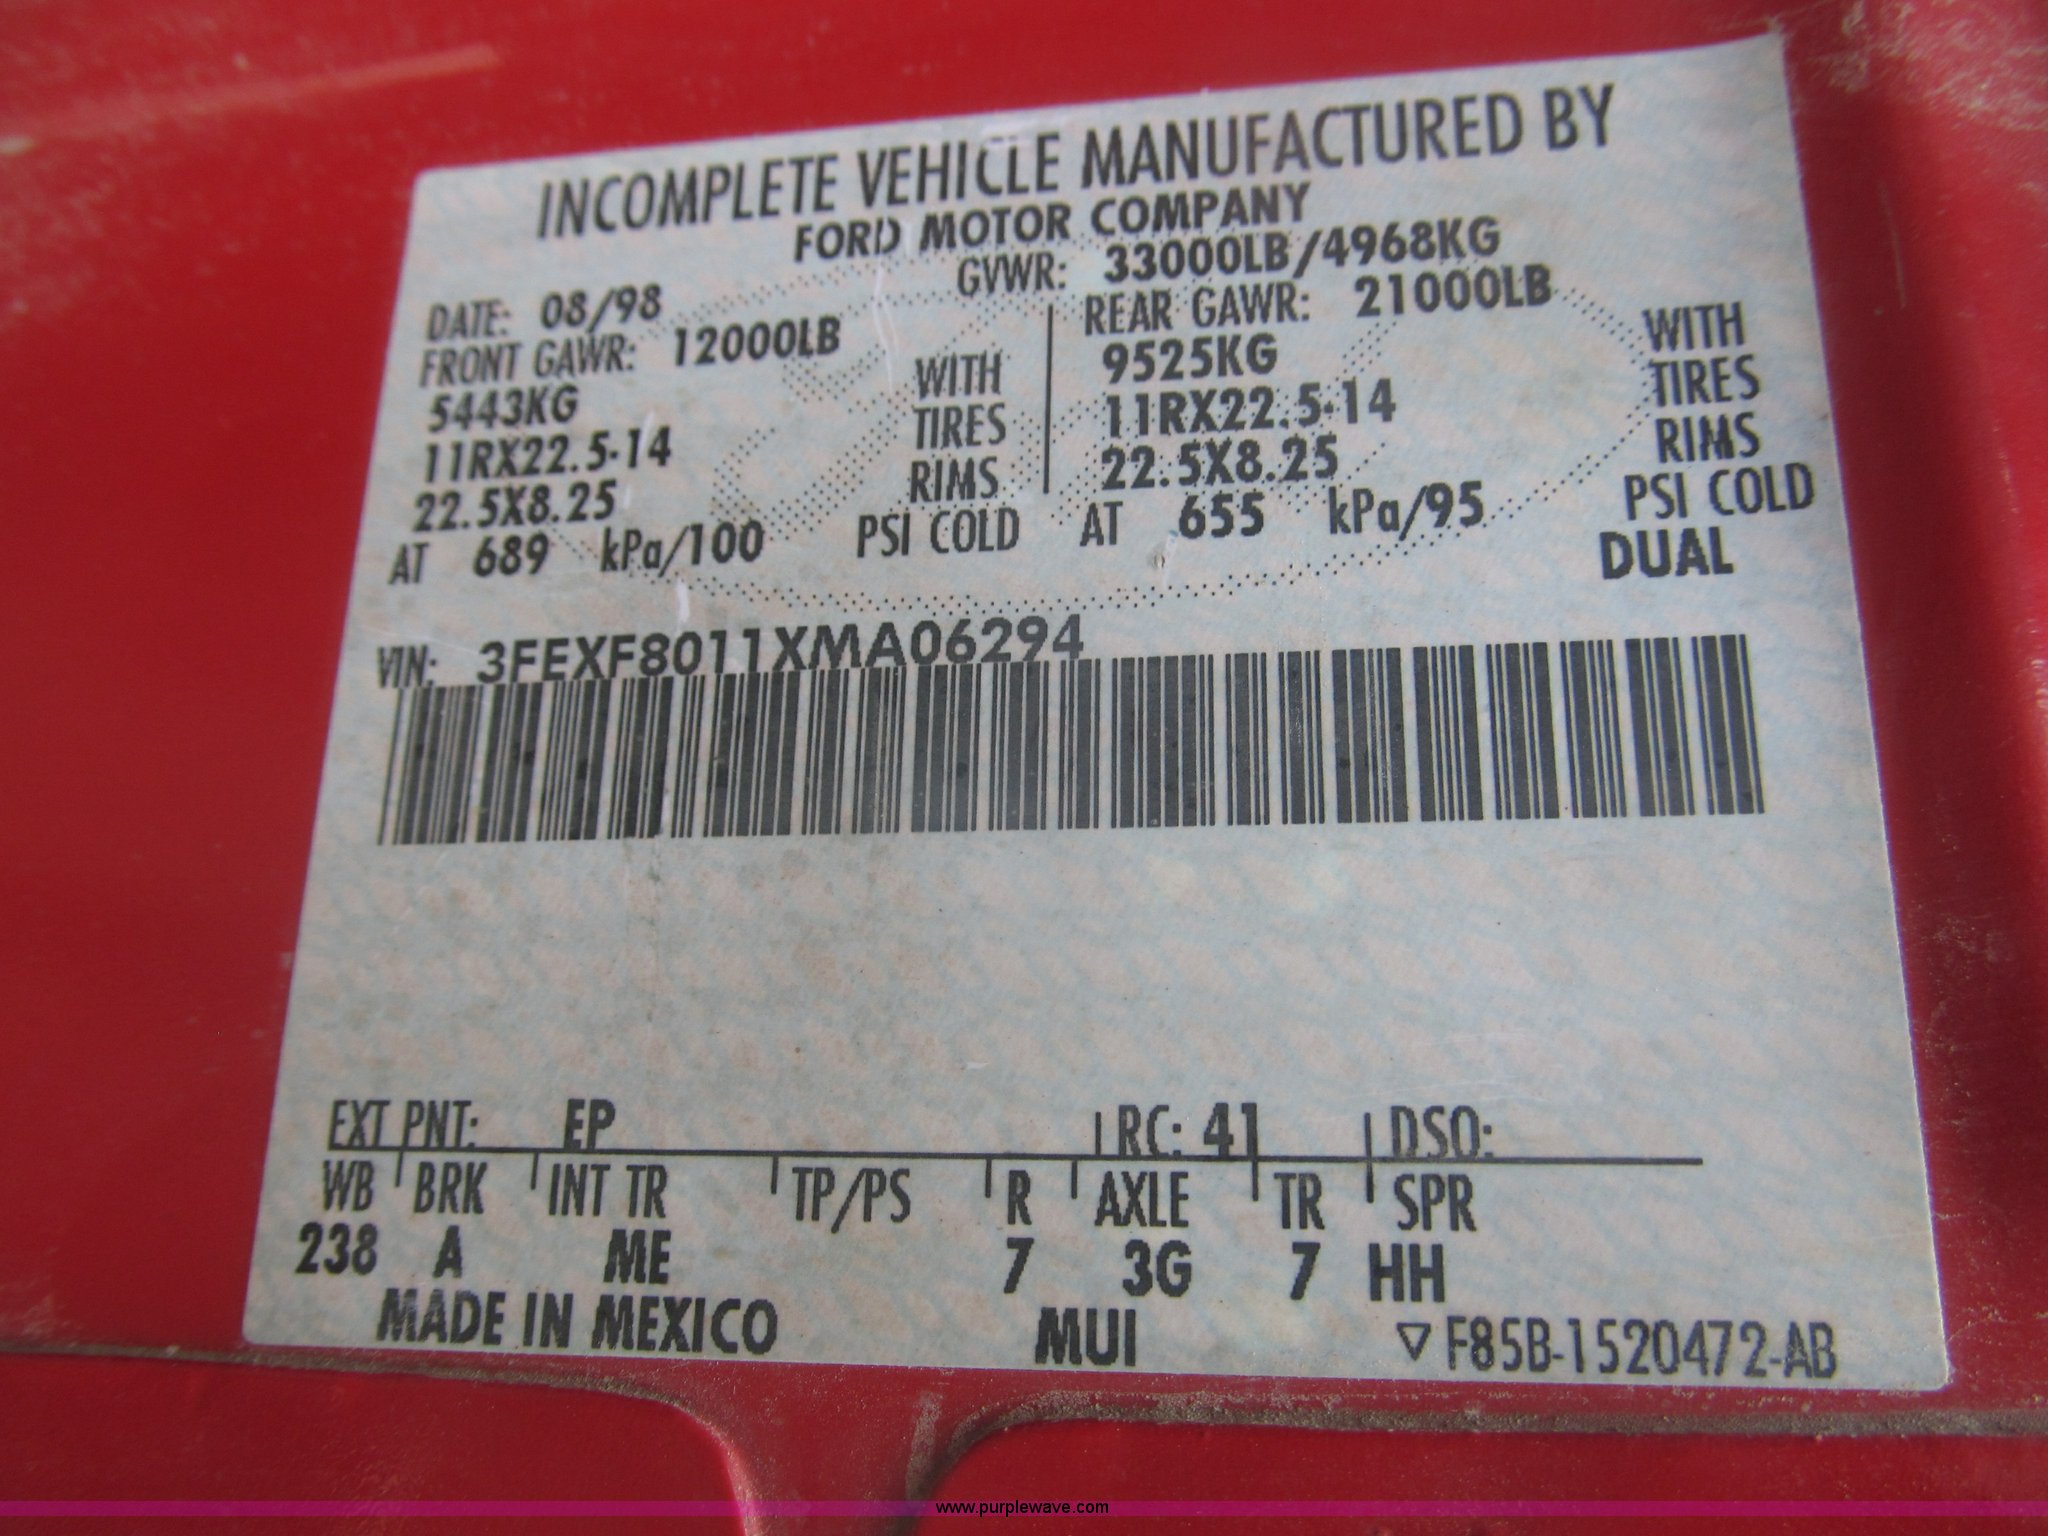 INCOMPLETE VEHICLE MANUFACTURED BY
FORD MOTOR COMPANY
DATE: 08/98 GVWR: 33000LB/4968KG
FRONT GAWR: 12000LB REAR GAWR: 21000LB
5443KG WITH 9525KG WITH
11RX22.5-14 TIRES 11RX22.5-14 TIRES
22.5X8.25 RIMS 22.5X8.25 RIMS
AT 689 kPa/100 PSI COLD AT 655 kPa/95 PSI COLD
DUAL
VIN: 3FEXF8011XMA06294
EXT PNT: EP RC: 41 DSO:
WB BRK INT TR TP/PS R AXLE TR SPR
238 A ME 7 3G 7 HH
MADE IN MEXICO MUI ▽F85B-1520472-AB
www.purplewave.com